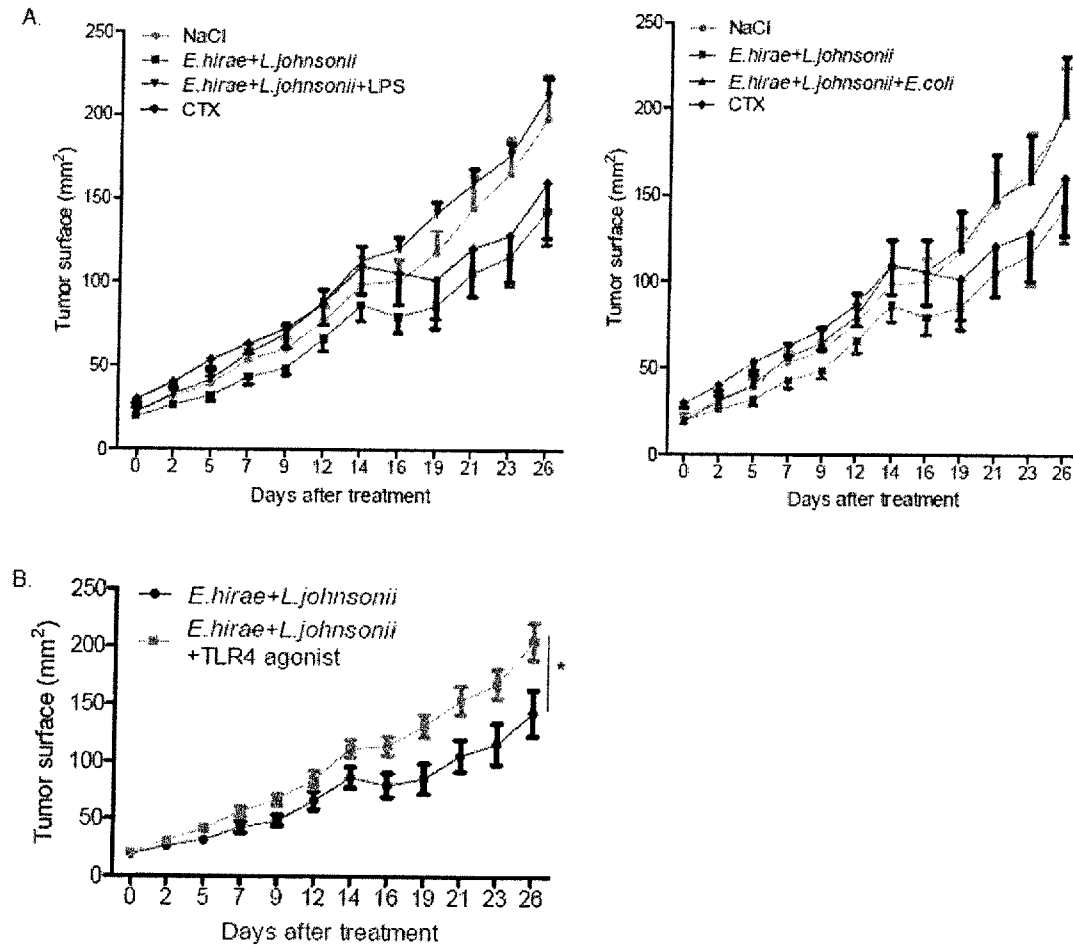 A.
NaCl
E.hirae+L.johnsonii
E.hirae+L.johnsonii+LPS
CTX
Tumor surface (mm²)
250
200
150
100
50
0
0 2 5 7 9 12 14 16 19 21 23 26
Days after treatment
NaCl
E.hirae+L.johnsonii
E.hirae+L.johnsonii+E.coli
CTX
Tumor surface (mm²)
250
200
150
100
50
0
0 2 5 7 9 12 14 16 19 21 23 26
Days after treatment
B.
E.hirae+L.johnsonii
E.hirae+L.johnsonii
+TLR4 agonist
Tumor surface (mm²)
250
200
150
100
50
0
*
0 2 5 7 9 12 14 16 19 21 23 26
Days after treatment